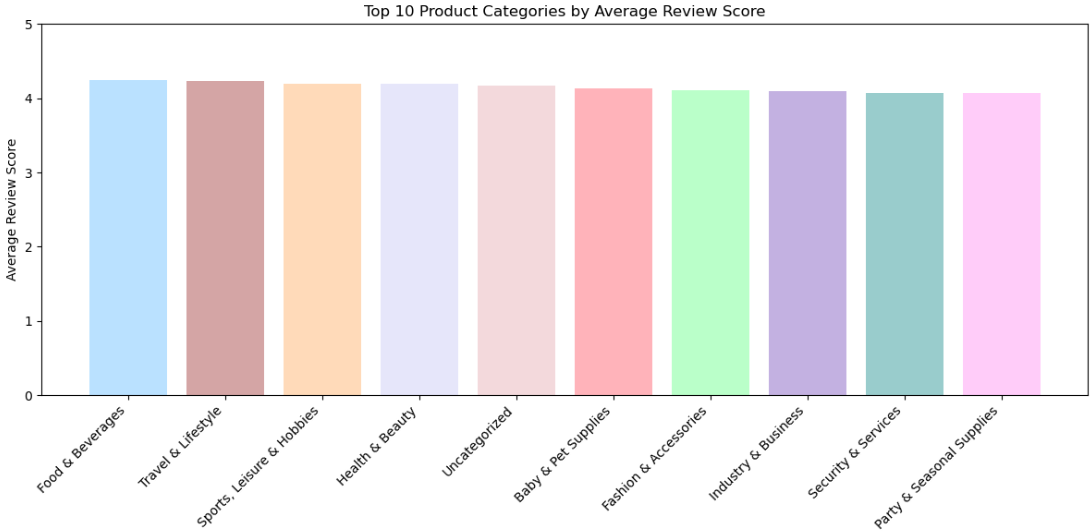 Top 10 Product Categories by Average Review Score
5
4
3
2
1
0
Average Review Score
Food & Beverages
Travel & Lifestyle
Sports, Leisure & Hobbies
Health & Beauty
Uncategorized
Baby & Pet Supplies
Fashion & Accessories
Industry & Business
Security & Services
Party & Seasonal Supplies